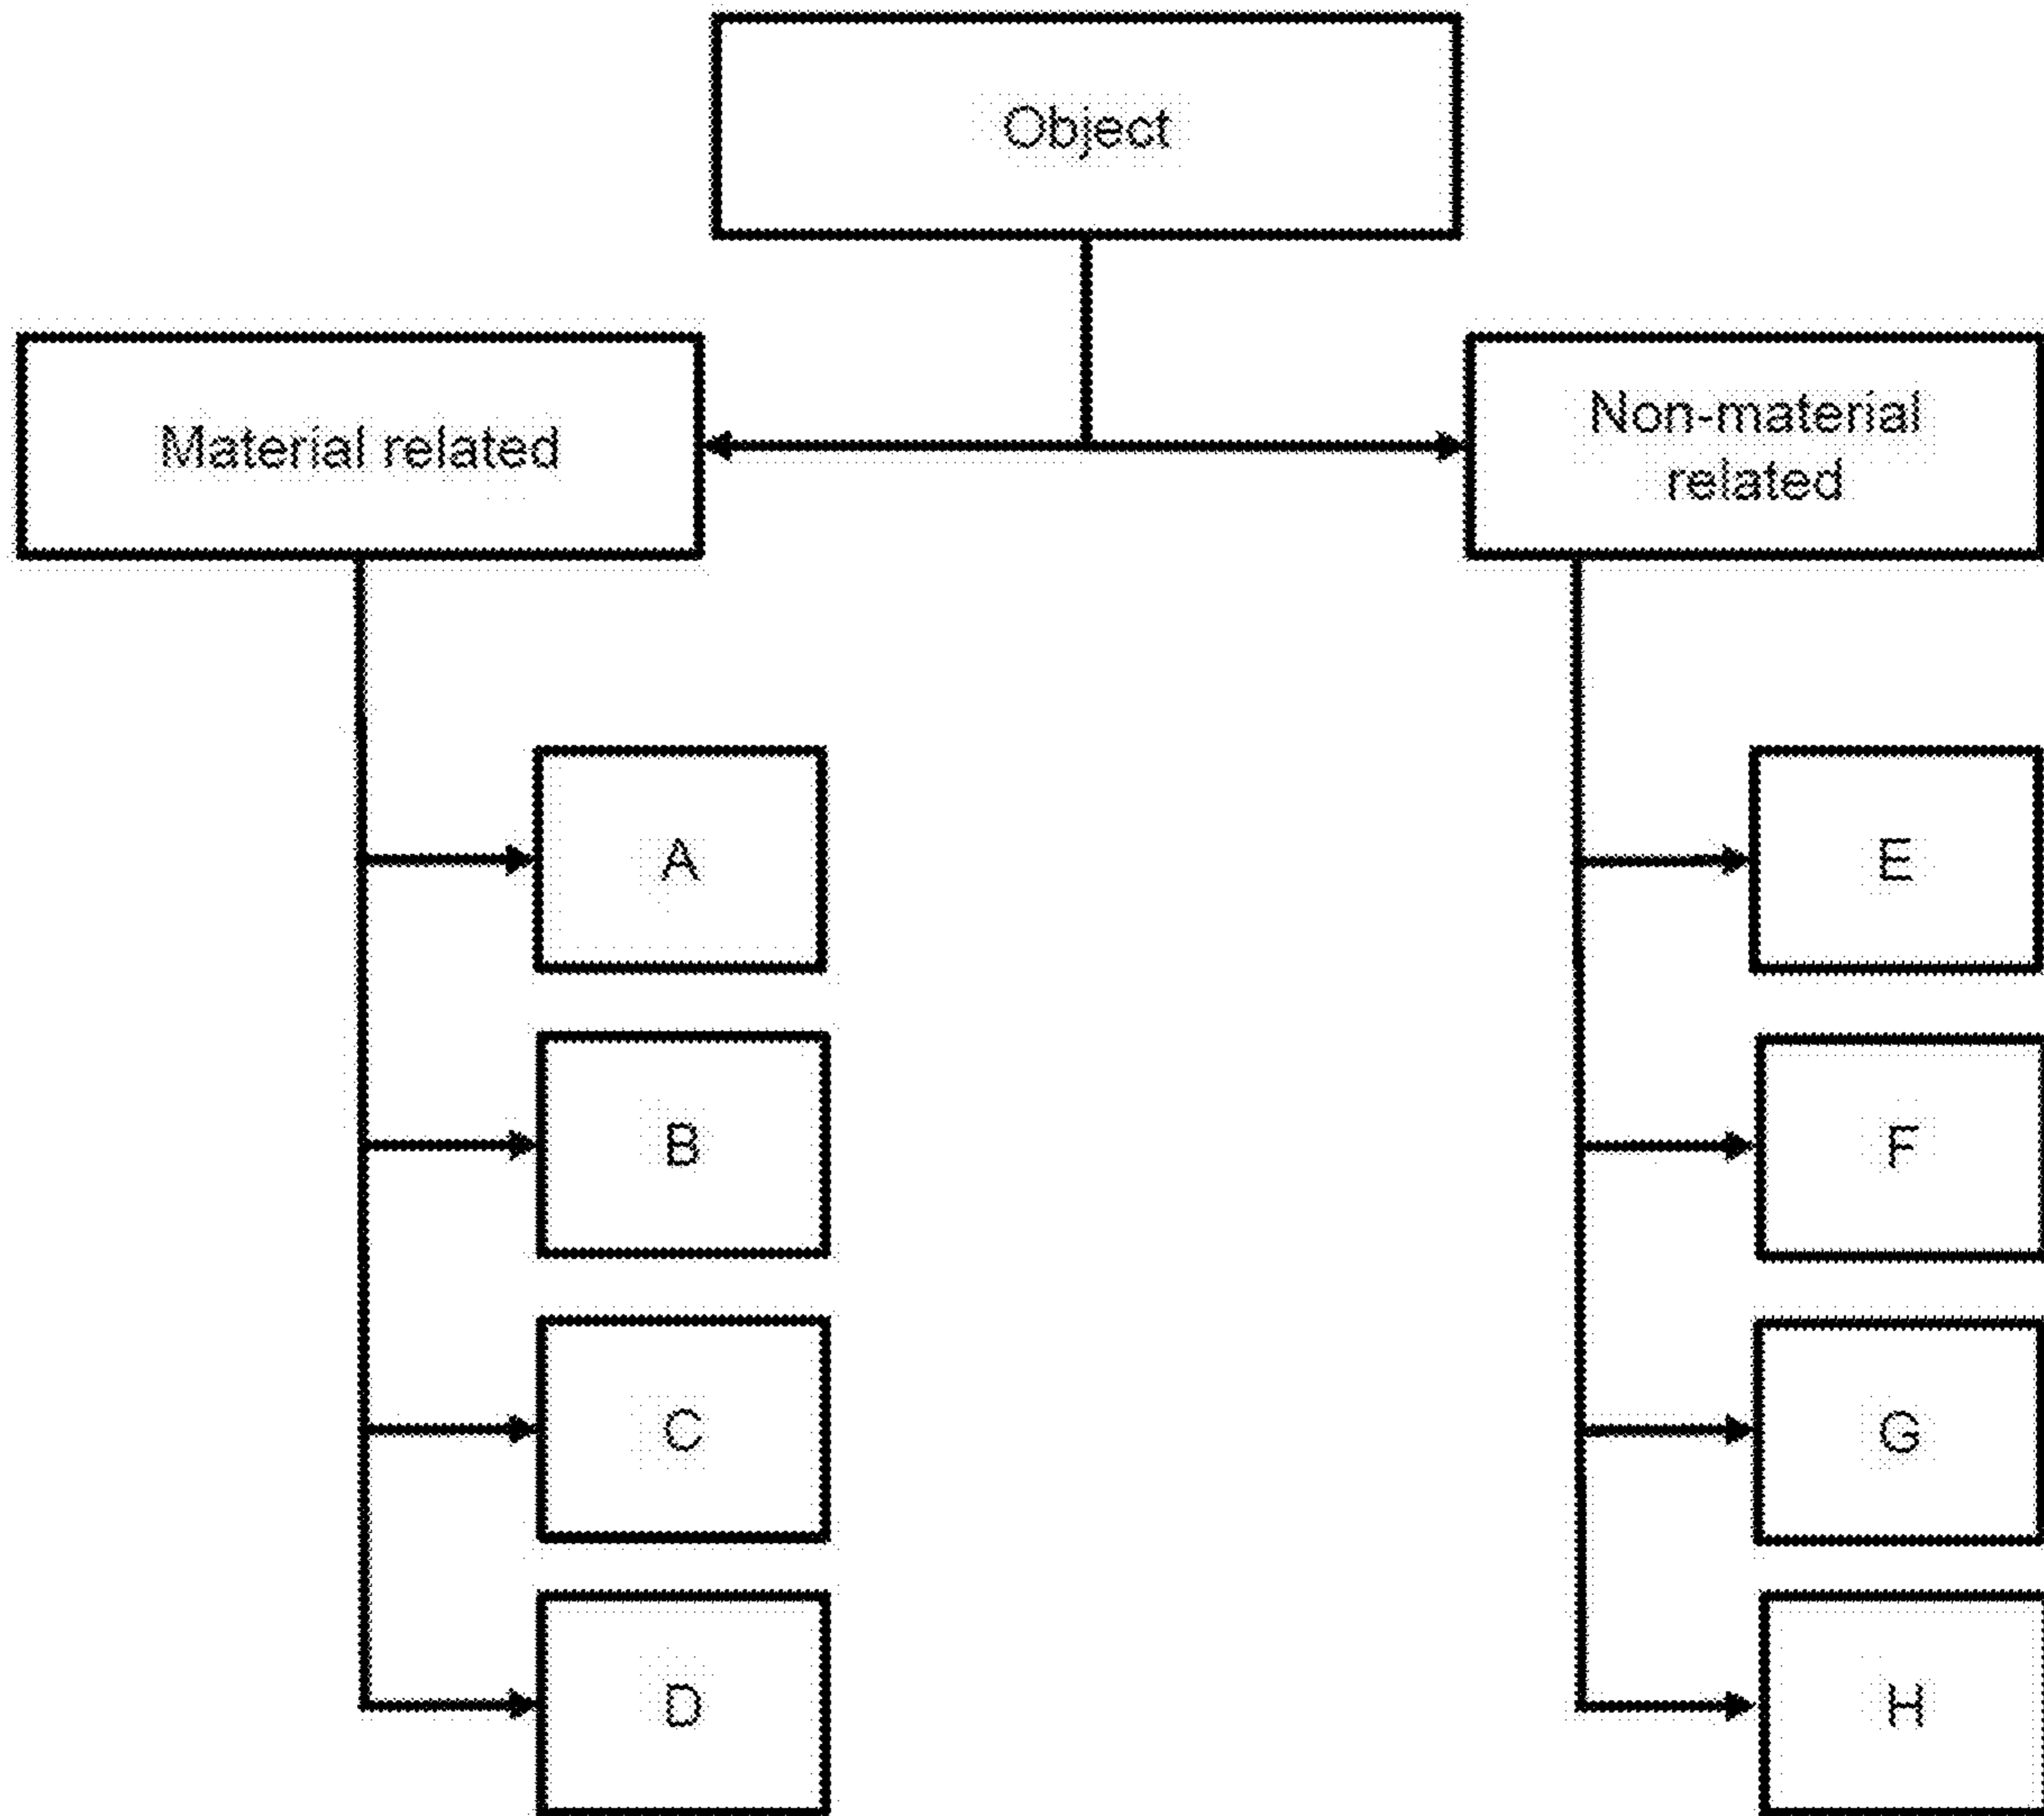 Object
Material related
Non-material
related
A
B
C
D
E
F
G
H